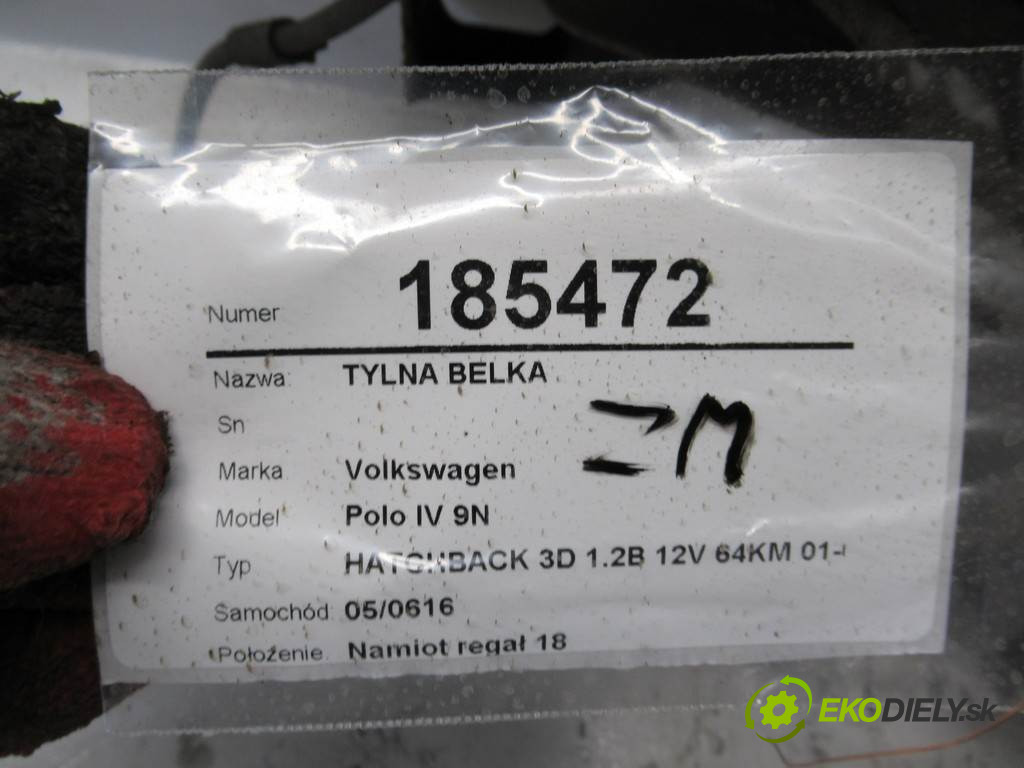 Numer 185472
Nazwa: TYLNA BELKA
Sn
Marka Volkswagen
Model Polo IV 9N
Typ HATCHBACK 3D 1.2B 12V 64KM 01-
Samochód 05/0616
Położenie Namiot regał 18
EKODIELY.sk